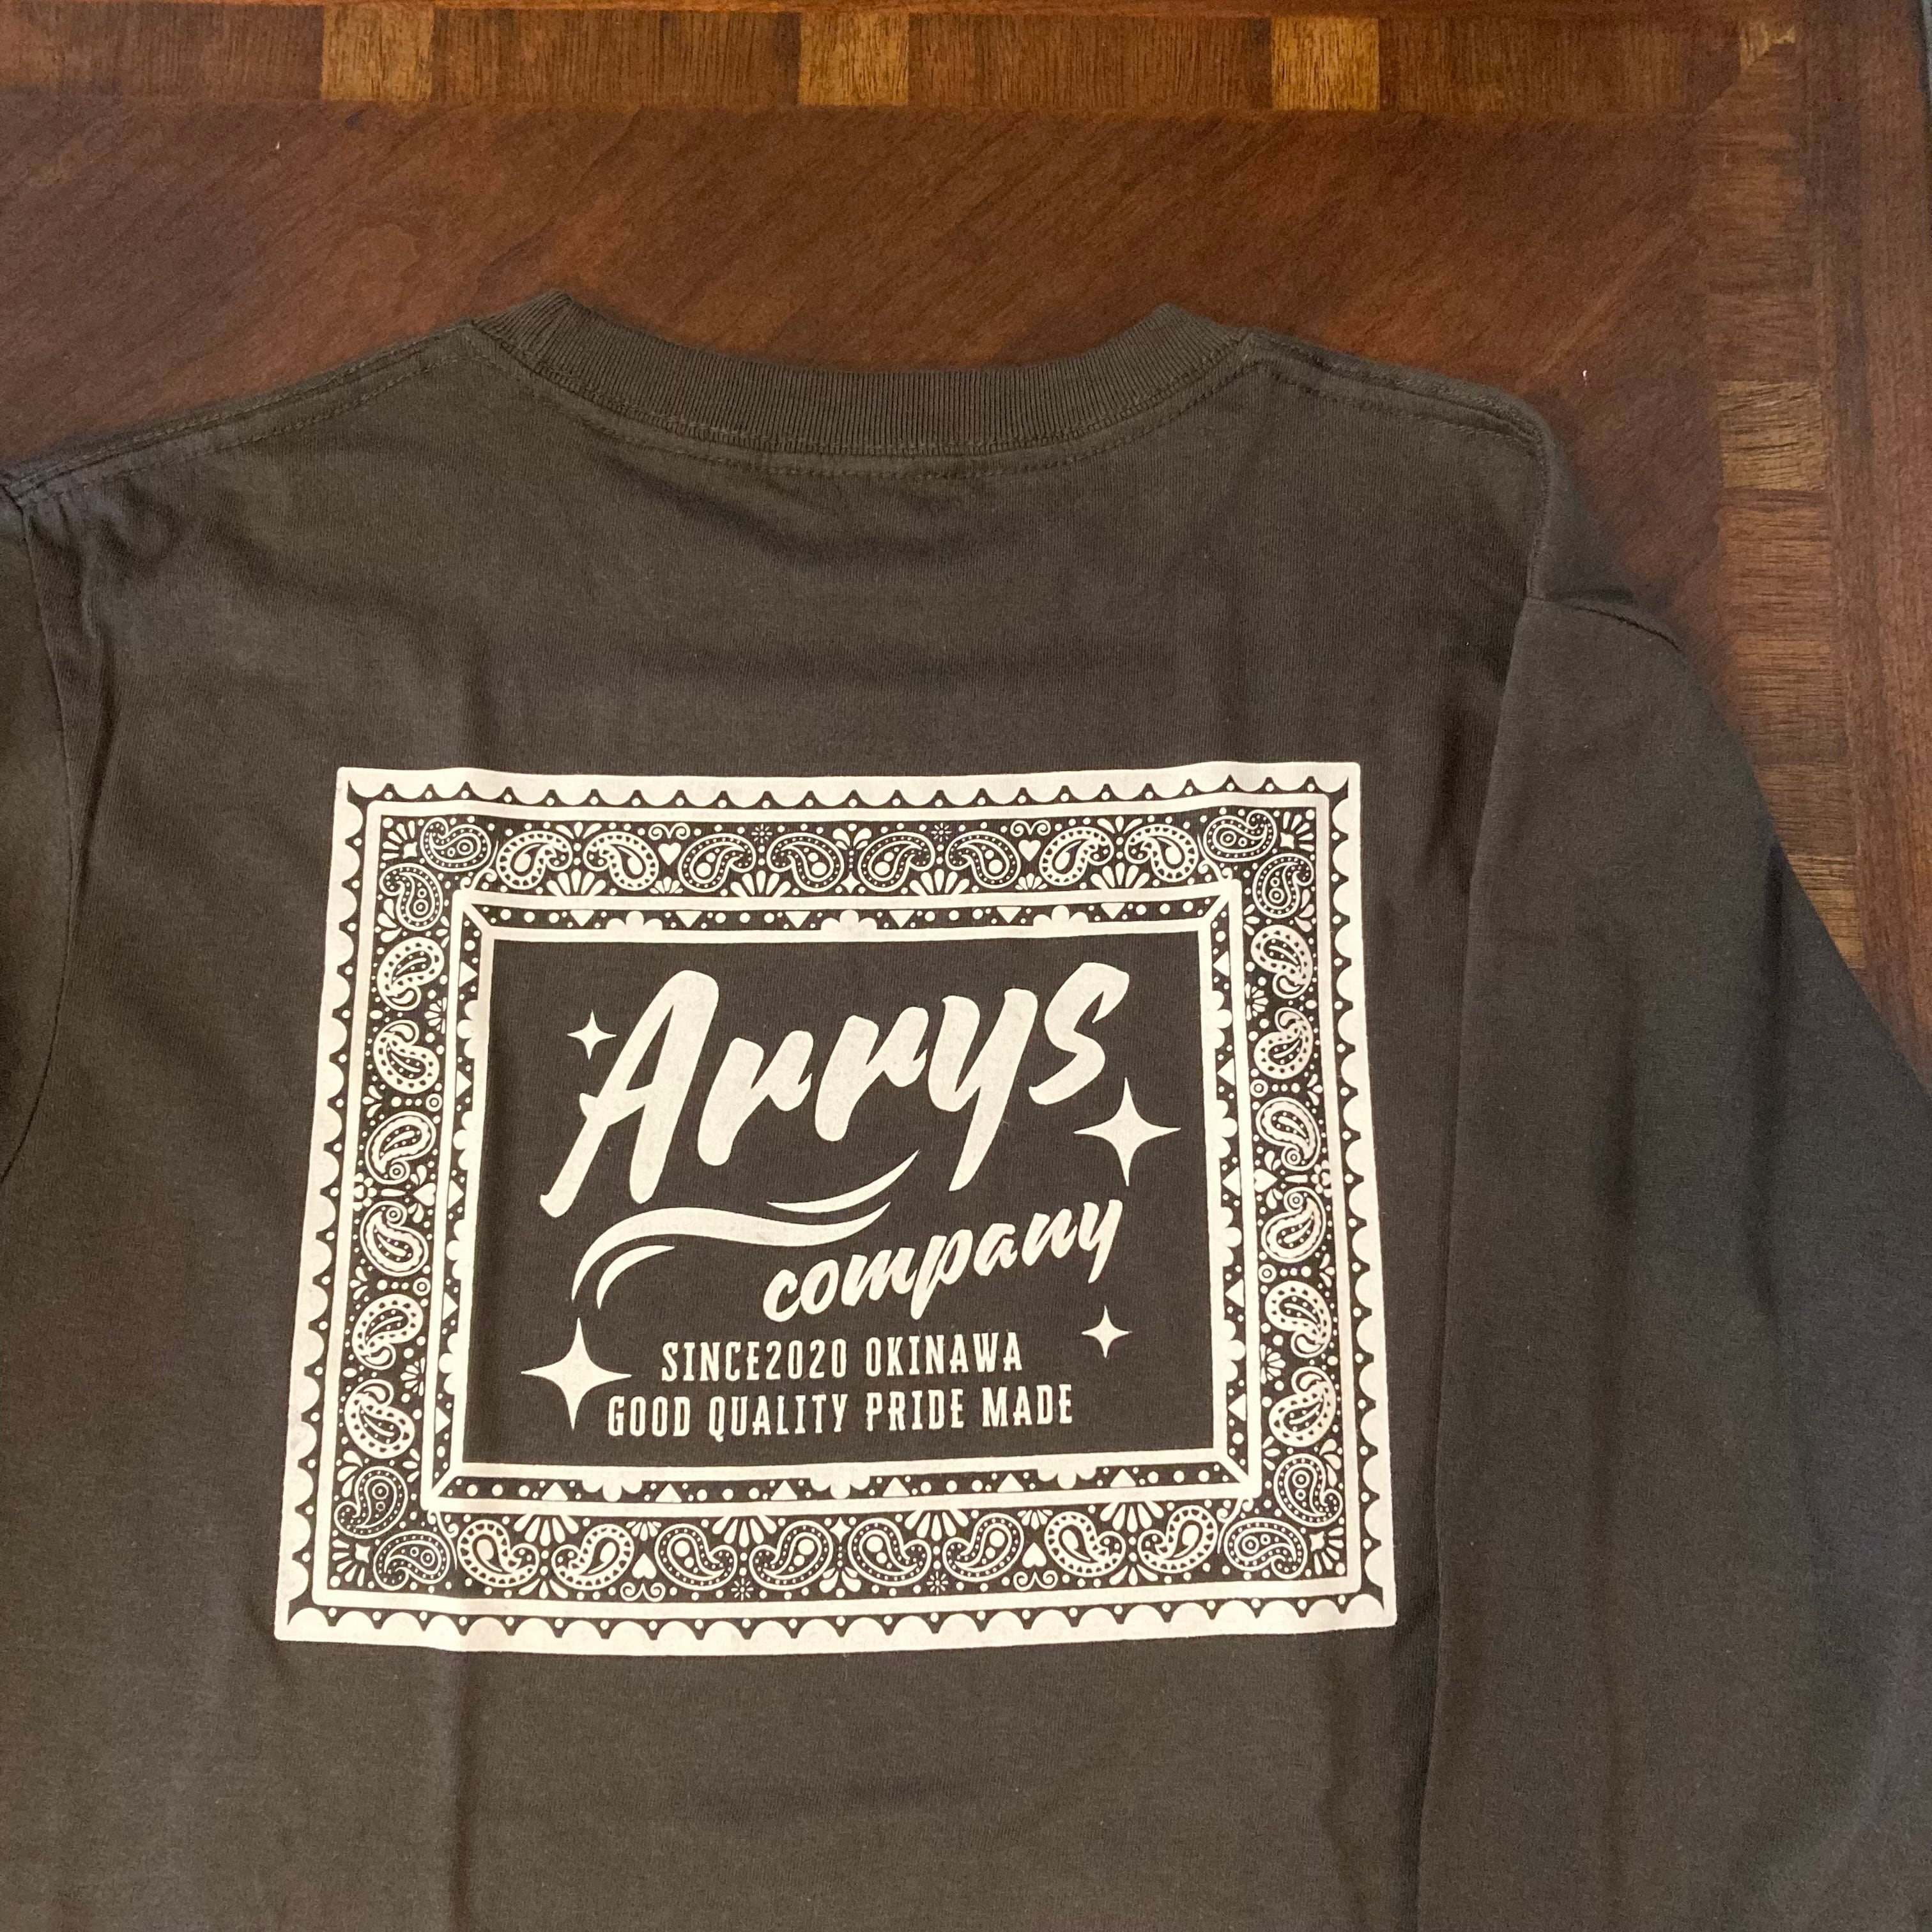 Arrys
company
SINCE2020 OKINAWA
GOOD QUALITY PRIDE MADE